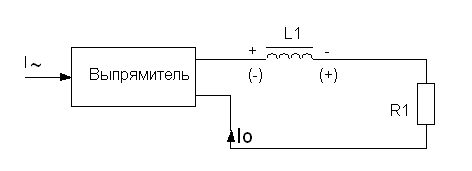 L1
+ -
I~
Выпрямитель
(-) (+)
R1
Io